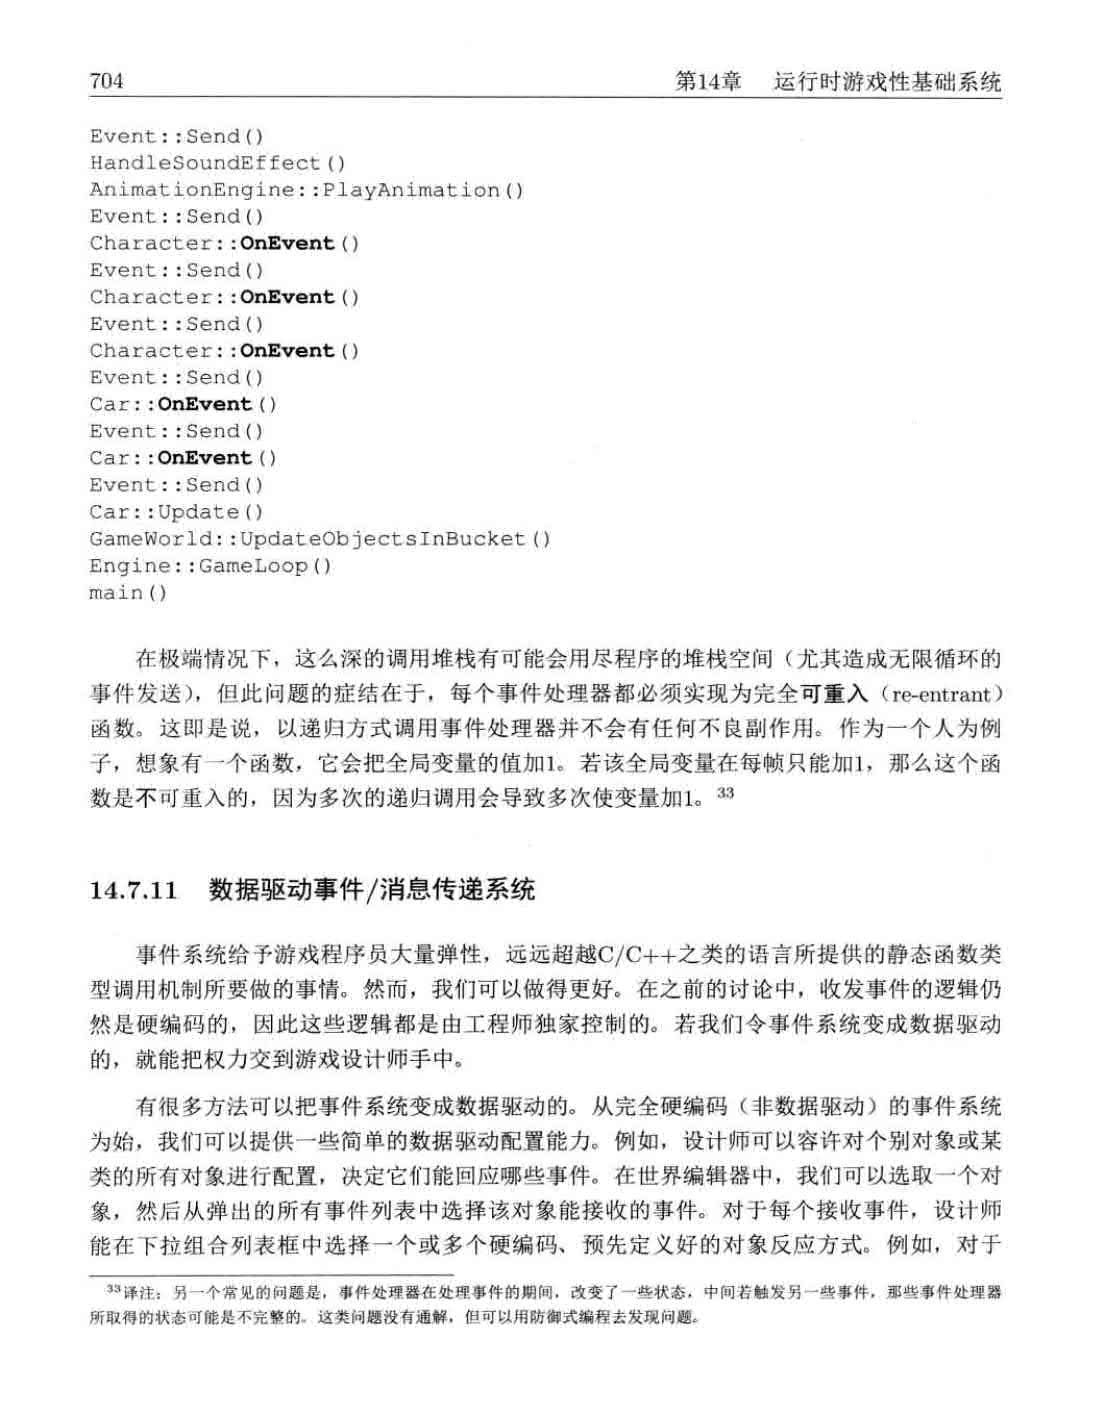 704
第14章 运行时游戏性基础系统
Event::Send()
HandleSoundEffect()
AnimationEngine::PlayAnimation()
Event::Send()
Character::OnEvent()
Event::Send()
Character::OnEvent()
Event::Send()
Character::OnEvent()
Event::Send()
Car::OnEvent()
Event::Send()
Car::OnEvent()
Event::Send()
Car::Update()
GameWorld::UpdateObjectsInBucket()
Engine::GameLoop()
main()
在极端情况下，这么深的调用堆栈有可能会用尽程序的堆栈空间（尤其造成无限循环的
事件发送），但此问题的症结在于，每个事件处理器都必须实现为完全可重入（re-entrant）
函数。这即是说，以递归方式调用事件处理器并不会有任何不良副作用。作为一个人为例
子，想象有一个函数，它会把全局变量的值加1。若该全局变量在每帧只能加1，那么这个函
数是不可重入的，因为多次的递归调用会导致多次使变量加1。33
14.7.11 数据驱动事件/消息传递系统
事件系统给予游戏程序员大量弹性，远远超越C/C++之类的语言所提供的静态函数类
型调用机制所要做的事情。然而，我们可以做得更好。在之前的讨论中，收发事件的逻辑仍
然是硬编码的，因此这些逻辑都是由工程师独家控制的。若我们令事件系统变成数据驱动
的，就能把权力交到游戏设计师手中。
有很多方法可以把事件系统变成数据驱动的。从完全硬编码（非数据驱动）的事件系统
为始，我们可以提供一些简单的数据驱动配置能力。例如，设计师可以容许对个别对象或某
类的所有对象进行配置，决定它们能回应哪些事件。在世界编辑器中，我们可以选取一个对
象，然后从弹出的所有事件列表中选择该对象能接收的事件。对于每个接收事件，设计师
能在下拉组合列表框中选择一个或多个硬编码、预先定义好的对象反应方式。例如，对于
33译注：另一个常见的问题是，事件处理器在处理事件的期间，改变了一些状态，中间若触发另一些事件，那些事件处理器
所取得的状态可能是不完整的。这类问题没有通解，但可以用防御式编程去发现问题。